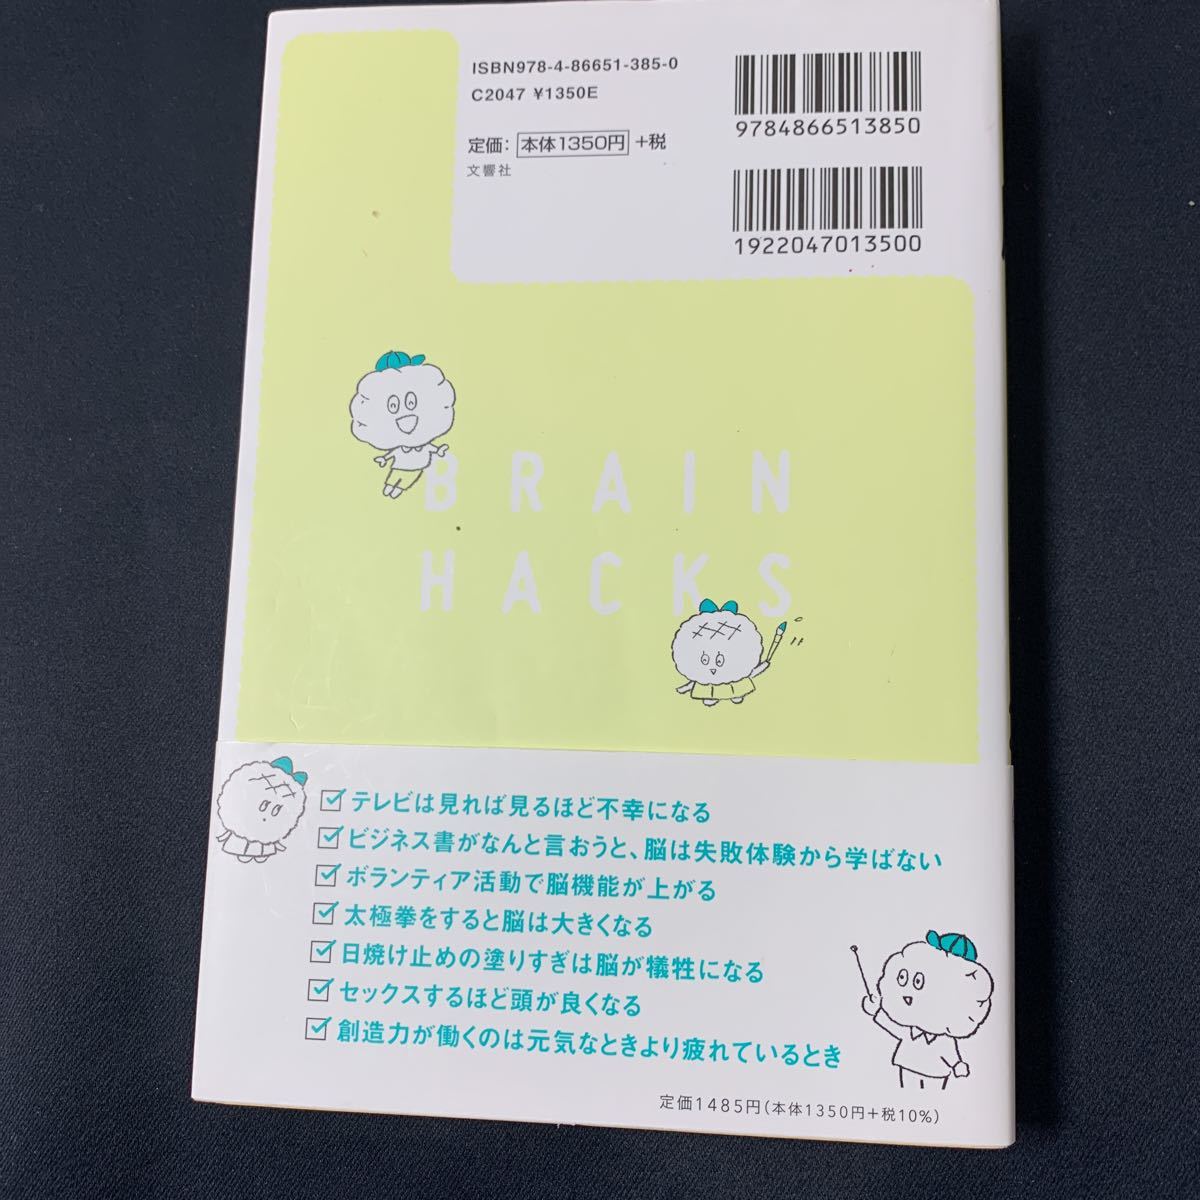 ISBN978-4-86651-385-0
C2047 ¥1350E
定価： 本体1350円 +税
文響社
9784866513850
1922047013500
BRAIN
HACKS
テレビは見れば見るほど不幸になる
ビジネス書がなんと言おうと、脳は失敗体験から学ばない
ボランティア活動で脳機能が上がる
太極拳をすると脳は大きくなる
日焼け止めの塗りすぎは脳が犠牲になる
セックスするほど頭が良くなる
創造力が働くのは元気なときより疲れているとき
定価1485円(本体1350円+税10%)